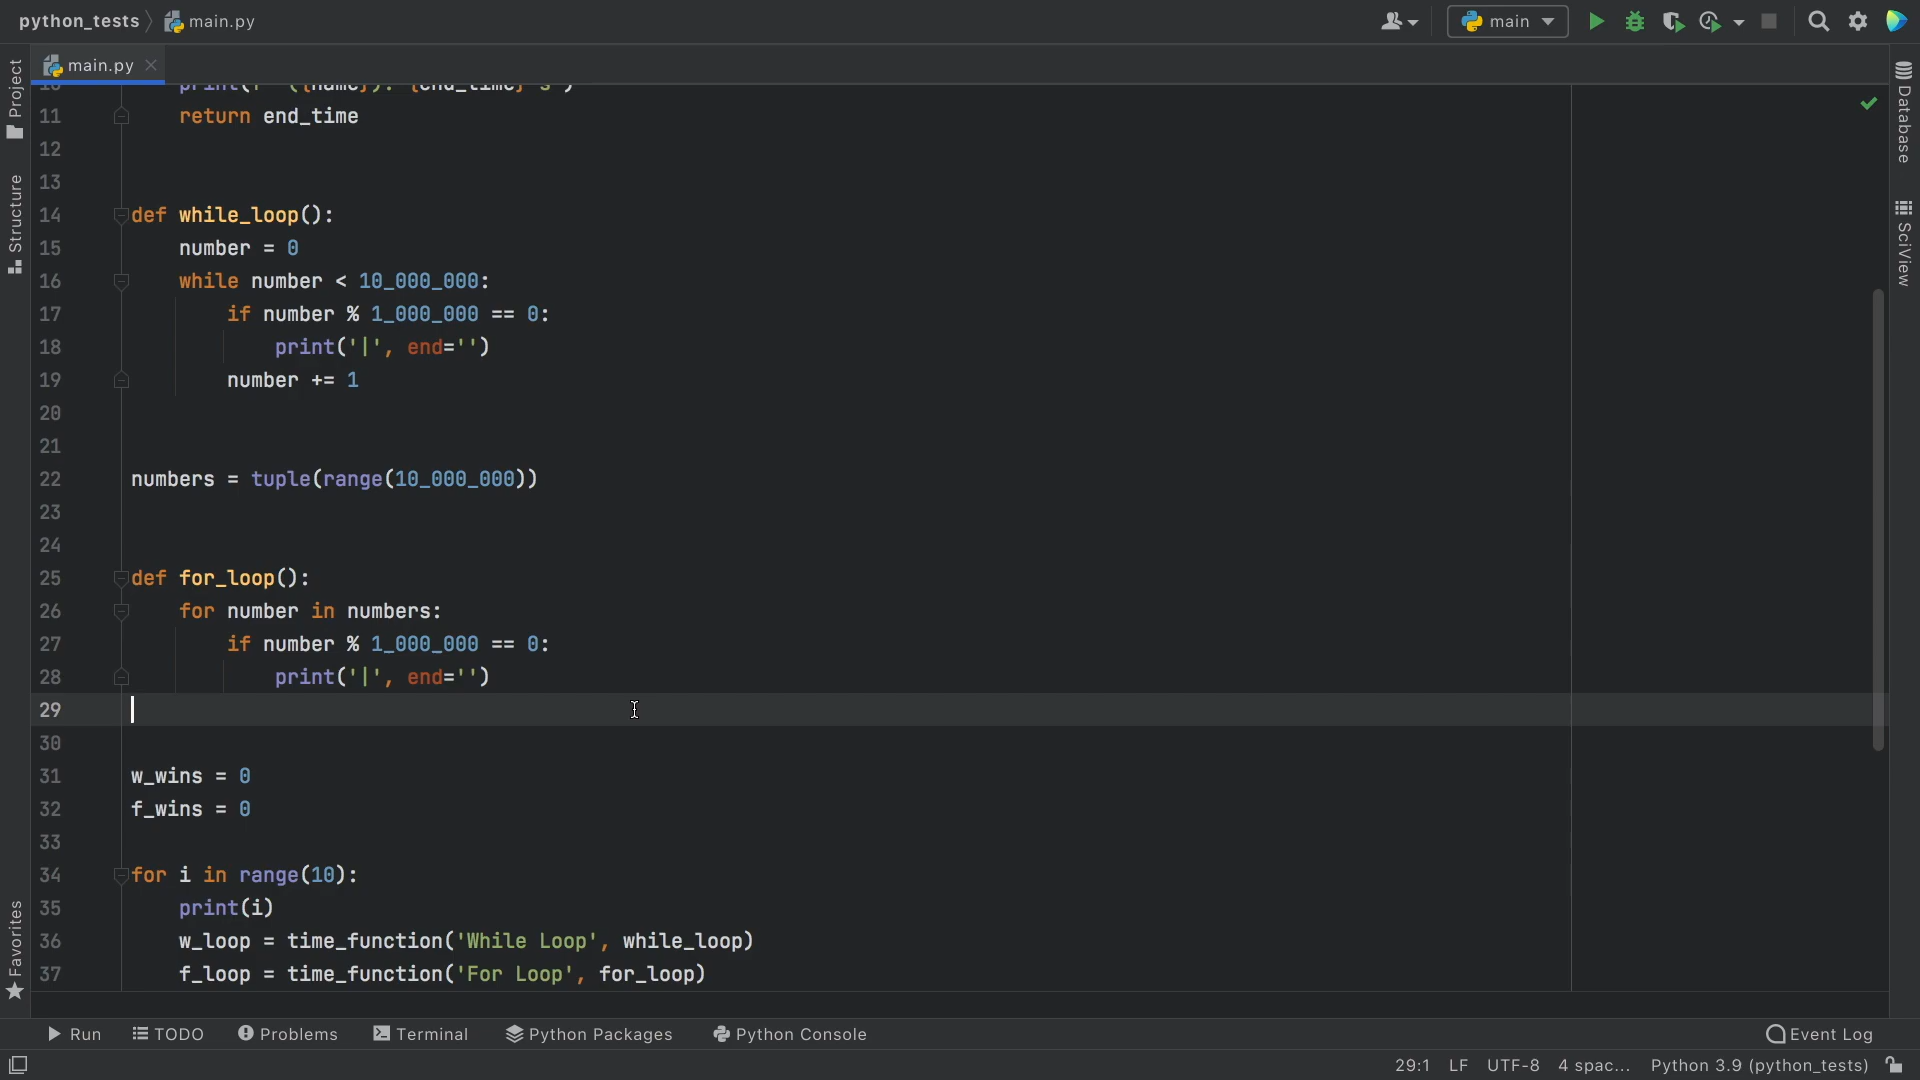 python_tests main.py
main
main.py
Project
Structure
Favorites
Database
SciView
11 return end_time
12
13
14 def while_loop():
15 number = 0
16 while number < 10_000_000:
17 if number % 1_000_000 == 0:
18 print('|', end='')
19 number += 1
20
21
22 numbers = tuple(range(10_000_000))
23
24
25 def for_loop():
26 for number in numbers:
27 if number % 1_000_000 == 0:
28 print('|', end='')
29
30
31 w_wins = 0
32 f_wins = 0
33
34 for i in range(10):
35 print(i)
36 w_loop = time_function('While Loop', while_loop)
37 f_loop = time_function('For Loop', for_loop)
Run TODO Problems Terminal Python Packages Python Console Event Log
29:1 LF UTF-8 4 spac... Python 3.9 (python_tests)